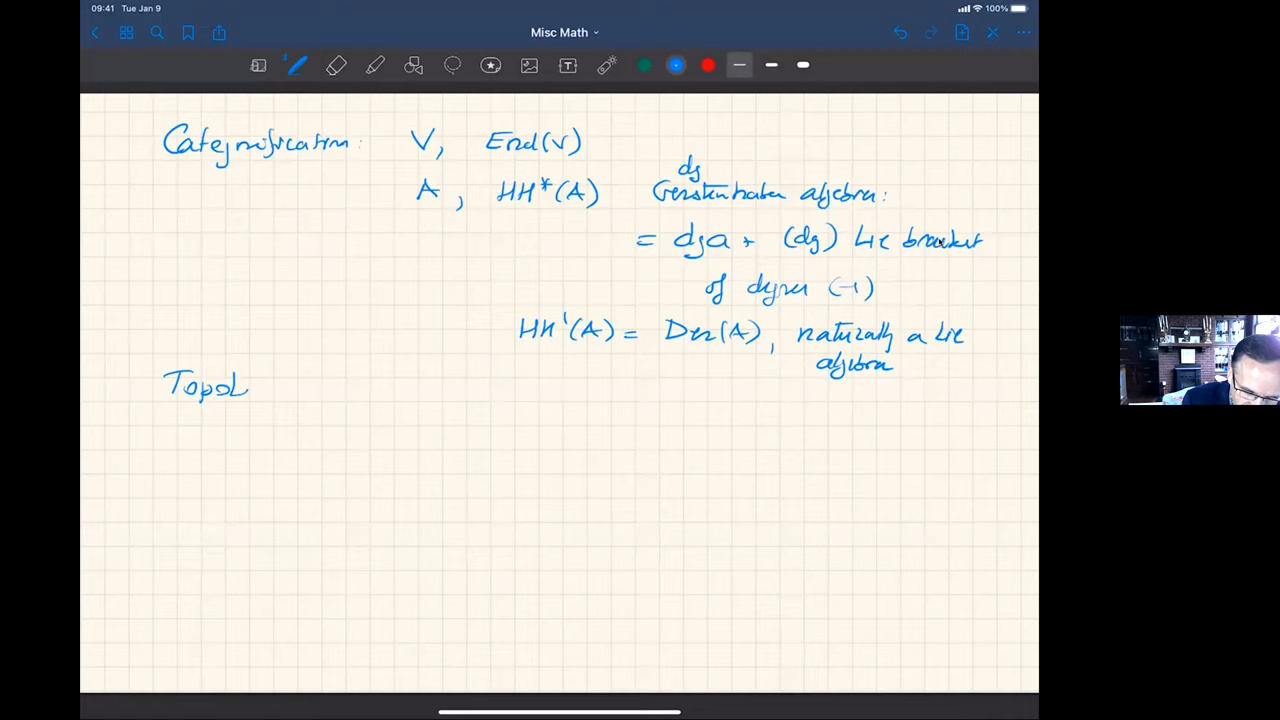 09:41 Tue Jan 9
100%
Misc Math
Categorification: V, End(V)
A, HH*(A)
dg
Gerstenhaber algebra:
= dga + (dg) Lie bracket
of degree (-1)
HH¹(A) = Der(A), naturally a Lie
algebra
Topol